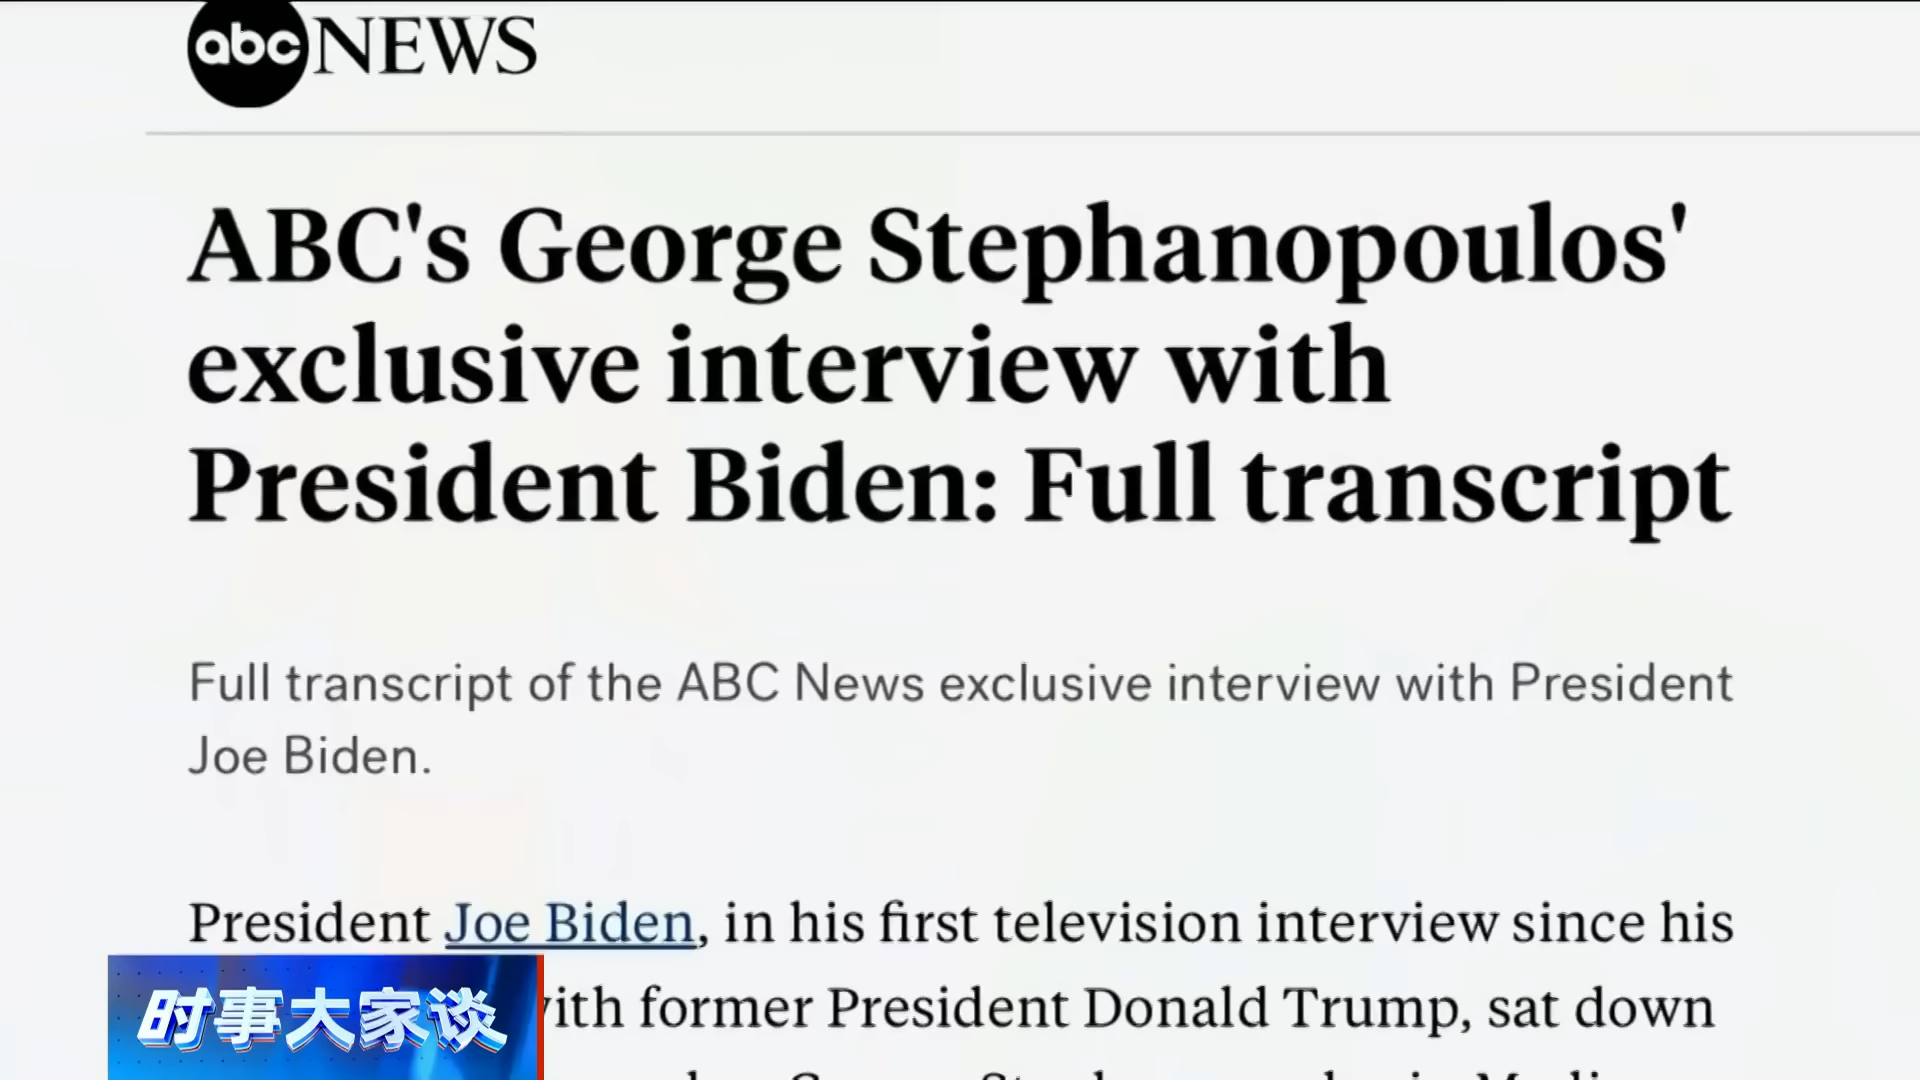 abc NEWS
ABC's George Stephanopoulos'
exclusive interview with
President Biden: Full transcript
Full transcript of the ABC News exclusive interview with President
Joe Biden.
President Joe Biden, in his first television interview since his
with former President Donald Trump, sat down
时事大家谈